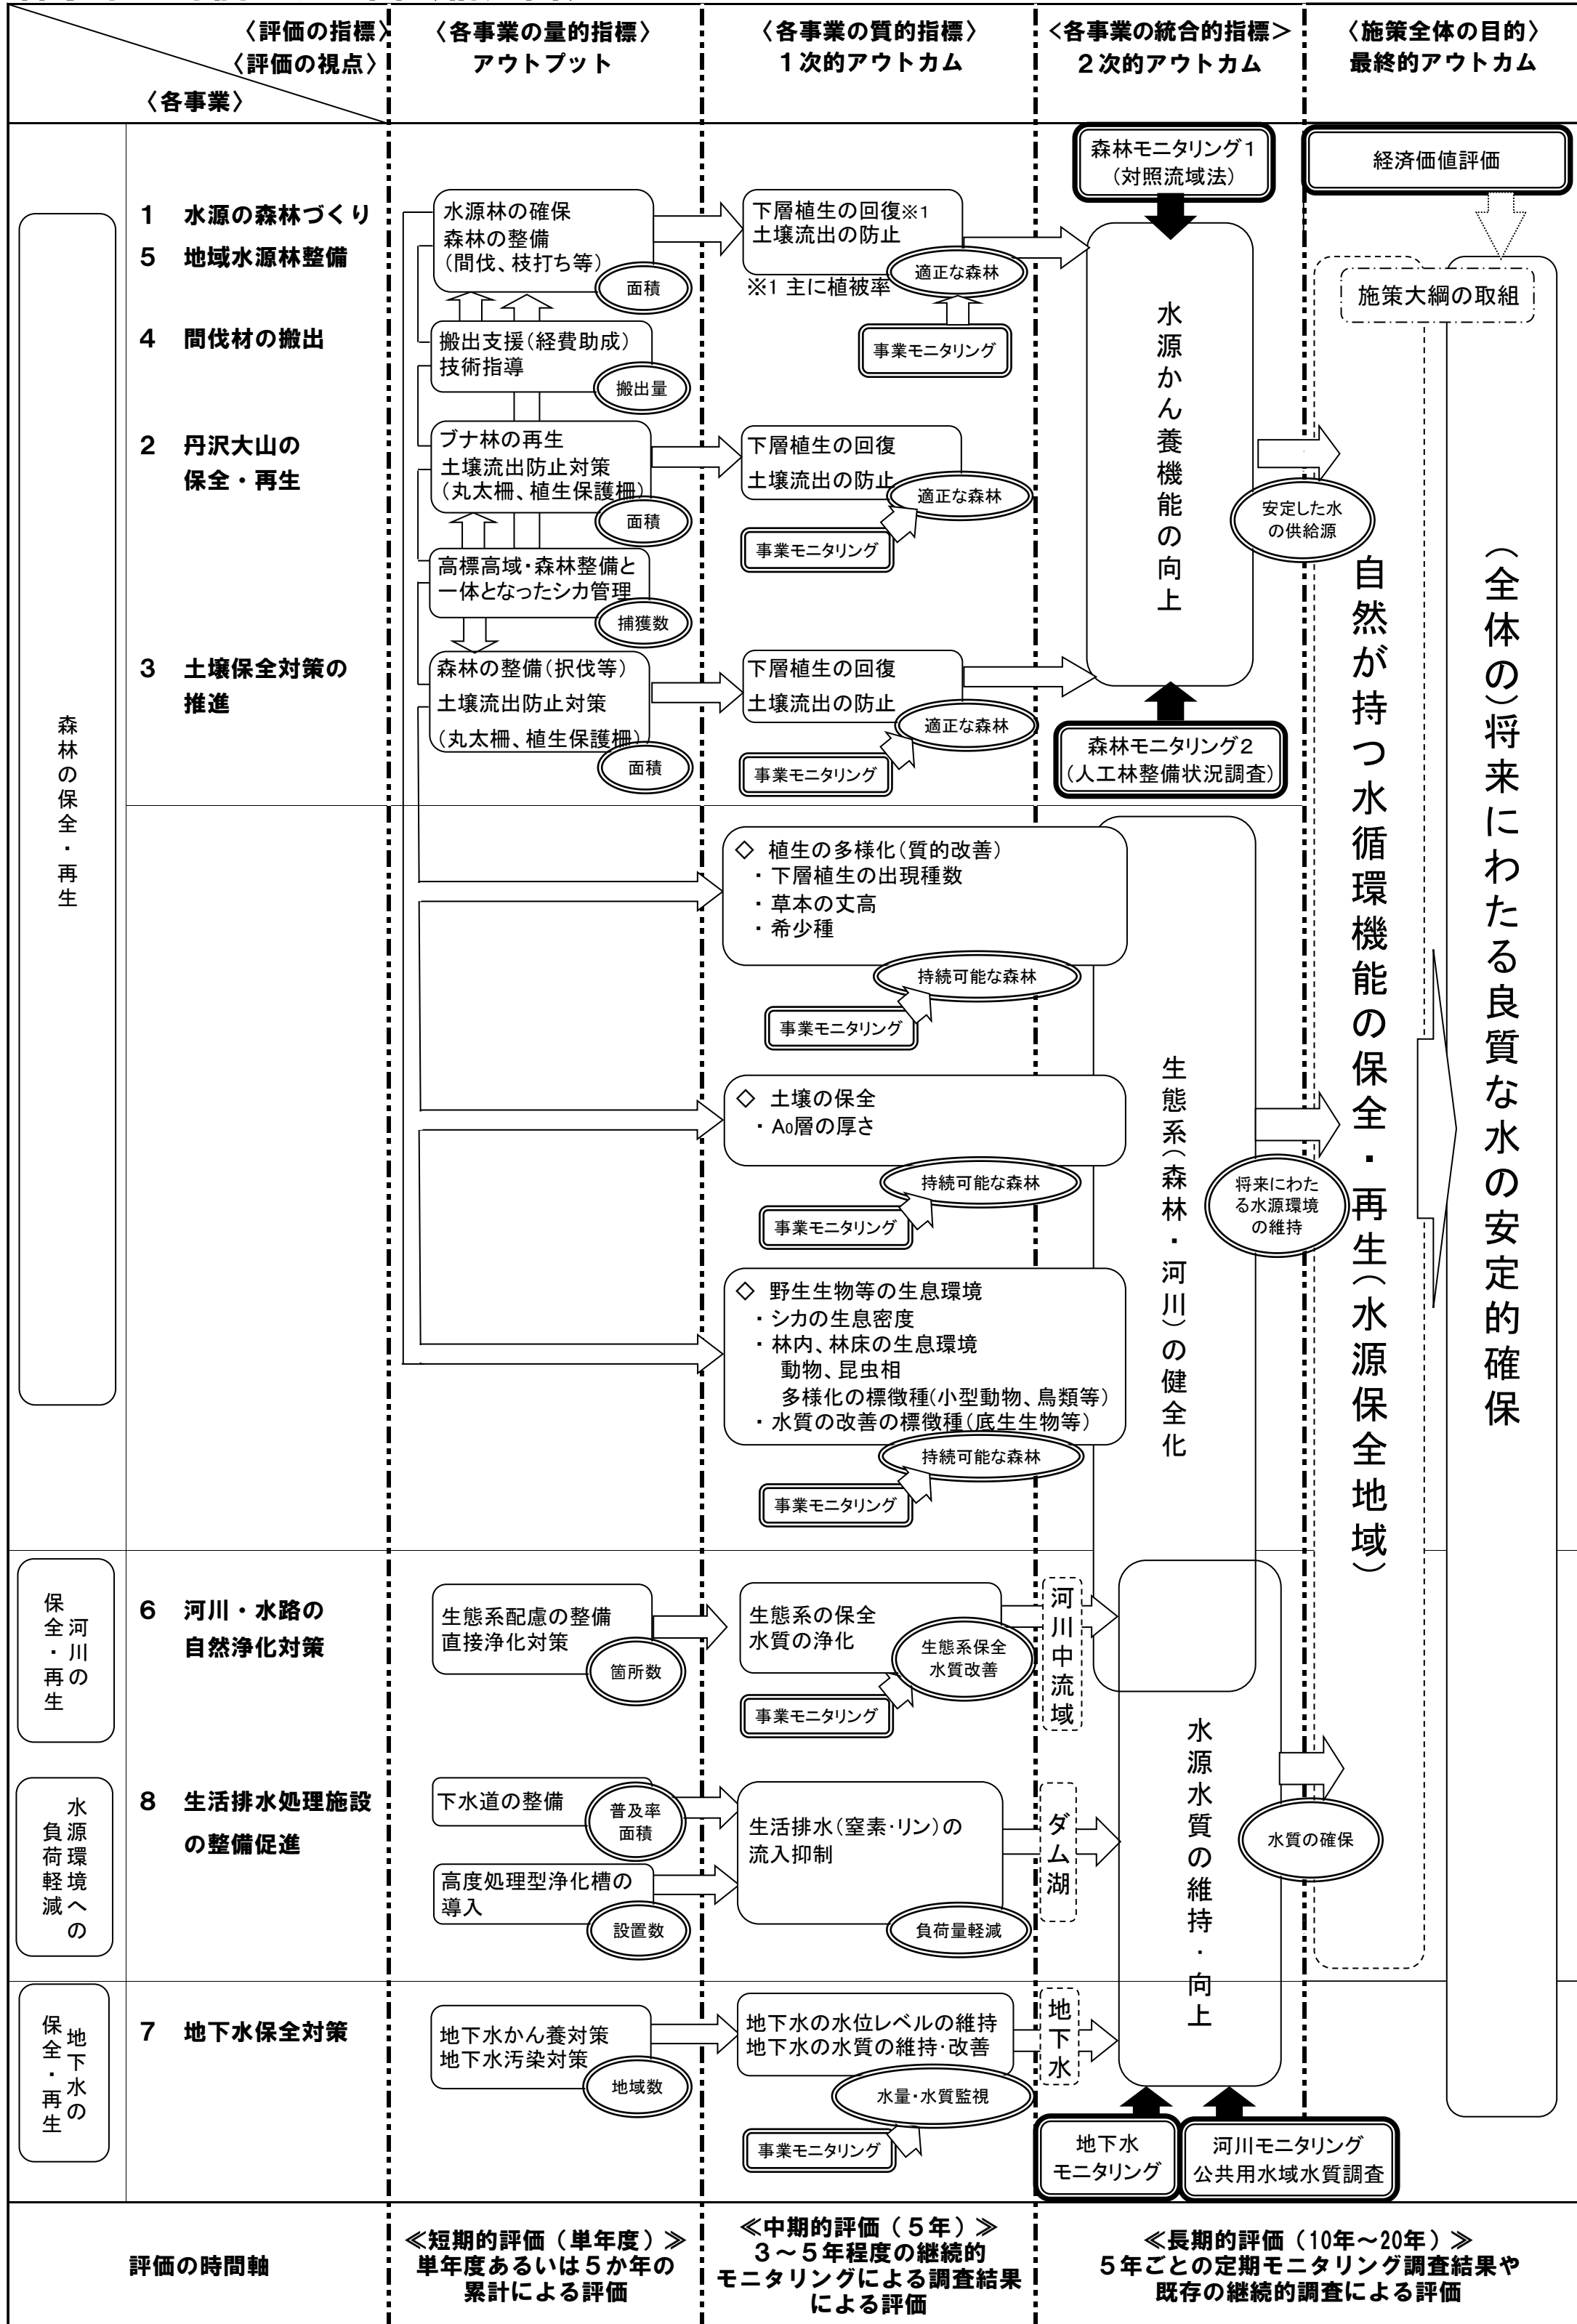 〈評価の指標〉
〈評価の視点〉
〈各事業〉
〈各事業の量的指標〉
アウトプット
〈各事業の質的指標〉
１次的アウトカム
＜各事業の統合的指標＞
２次的アウトカム
〈施策全体の目的〉
最終的アウトカム
森林の保全・再生
1 水源の森林づくり
5 地域水源林整備
水源林の確保
森林の整備
（間伐、枝打ち等）
面積
下層植生の回復※1
土壌流出の防止
適正な森林
※1 主に植被率
事業モニタリング
4 間伐材の搬出
搬出支援（経費助成）
技術指導
搬出量
2 丹沢大山の
保全・再生
ブナ林の再生
土壌流出防止対策
（丸太柵、植生保護柵）
面積
下層植生の回復
土壌流出の防止
適正な森林
事業モニタリング
高標高域・森林整備と
一体となったシカ管理
捕獲数
3 土壌保全対策の
推進
森林の整備（択伐等）
土壌流出防止対策
（丸太柵、植生保護柵）
面積
下層植生の回復
土壌流出の防止
適正な森林
事業モニタリング
森林モニタリング１
（対照流域法）
水源かん養機能の向上
森林モニタリング２
（人工林整備状況調査）
安定した水
の供給源
経済価値評価
施策大綱の取組
自然が持つ水循環機能の保全・再生（水源保全地域）
（全体の）将来にわたる良質な水の安定的確保
◇ 植生の多様化（質的改善）
・下層植生の出現種数
・草本の丈高
・希少種
持続可能な森林
事業モニタリング
◇ 土壌の保全
・A0層の厚さ
持続可能な森林
事業モニタリング
◇ 野生生物等の生息環境
・シカの生息密度
・林内、林床の生息環境
動物、昆虫相
多様化の標徴種（小型動物、鳥類等）
・水質の改善の標徴種（底生生物等）
持続可能な森林
事業モニタリング
生態系（森林・河川）の健全化
将来にわた
る水源環境
の維持
河川の
保全・再生
6 河川・水路の
自然浄化対策
生態系配慮の整備
直接浄化対策
箇所数
生態系の保全
水質の浄化
生態系保全
水質改善
事業モニタリング
河川中流域
水源環境への
負荷軽減
8 生活排水処理施設
の整備促進
下水道の整備
普及率
面積
高度処理型浄化槽の
導入
設置数
生活排水（窒素・リン）の
流入抑制
負荷量軽減
ダム湖
水源水質の維持・向上
水質の確保
地下水の
保全・再生
7 地下水保全対策
地下水かん養対策
地下水汚染対策
地域数
地下水の水位レベルの維持
地下水の水質の維持・改善
水量・水質監視
事業モニタリング
地下水
地下水
モニタリング
河川モニタリング
公共用水域水質調査
評価の時間軸
≪短期的評価（単年度）≫
単年度あるいは５か年の
累計による評価
≪中期的評価（５年）≫
３～５年程度の継続的
モニタリングによる調査結果
による評価
≪長期的評価（10年～20年）≫
５年ごとの定期モニタリング調査結果や
既存の継続的調査による評価